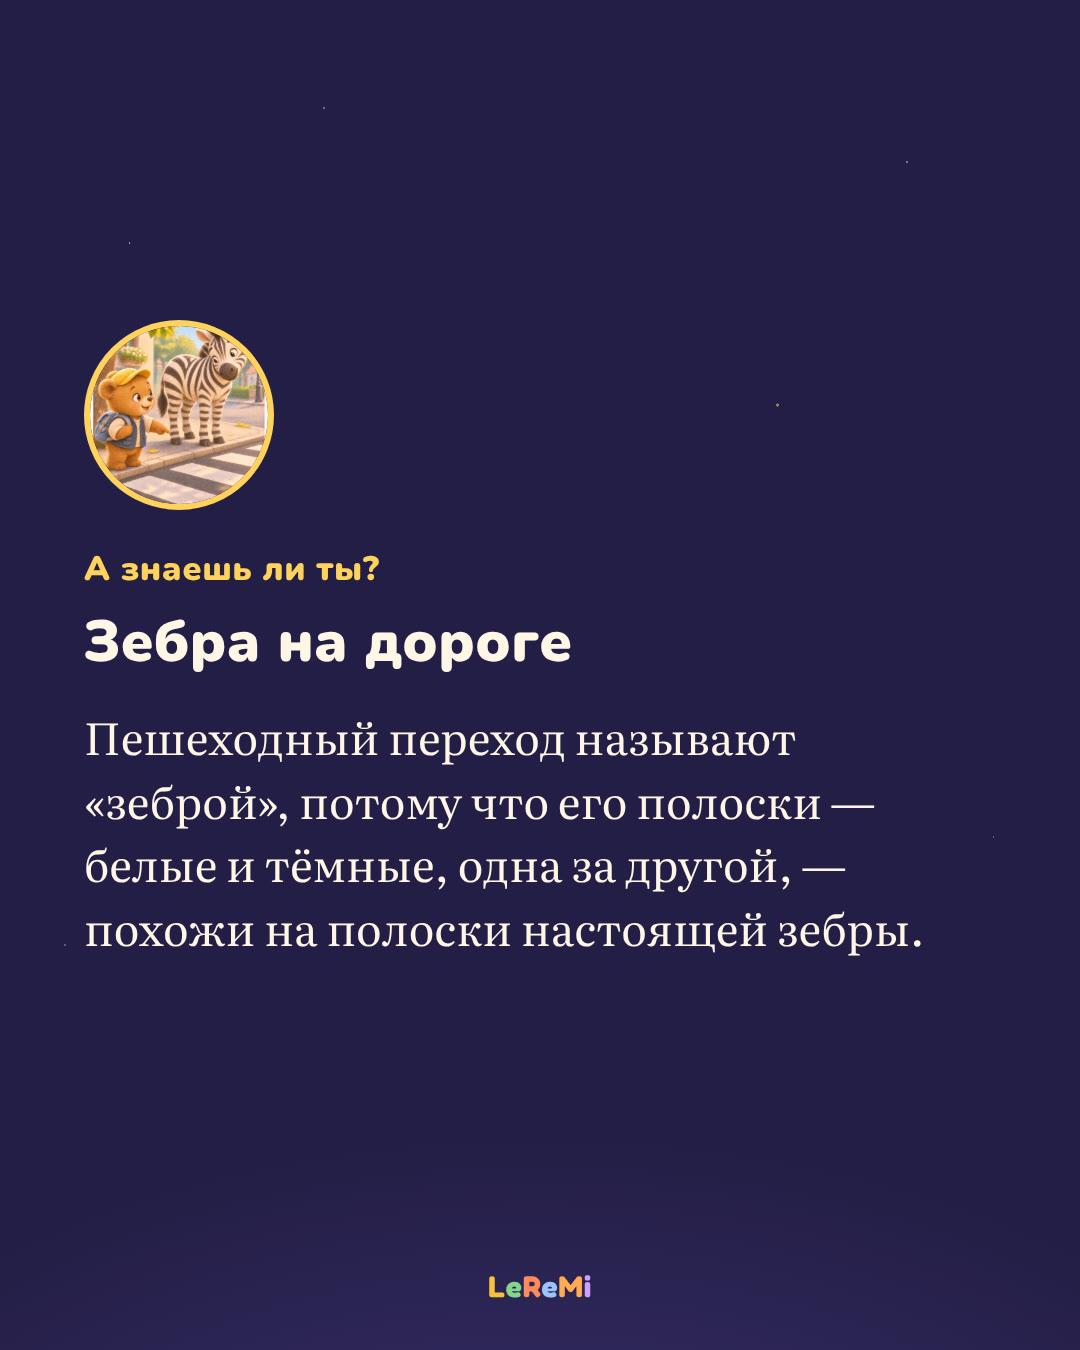 А знаешь ли ты?
Зебра на дороге
Пешеходный переход называют
«зеброй», потому что его полоски —
белые и тёмные, одна за другой, —
похожи на полоски настоящей зебры.
LeReMi